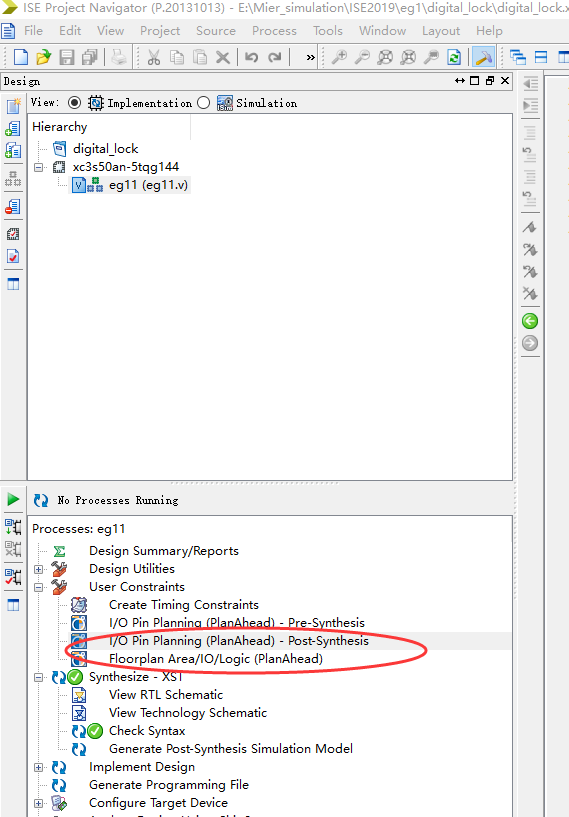 ISE Project Navigator (P.20131013) - E:\Mier_simulation\ISE2019\eg1\digital_lock\digital_lock.x
File Edit View Project Source Process Tools Window Layout Help
Design
View: Implementation Simulation
Hierarchy
digital_lock
xc3s50an-5tqg144
eg11 (eg11.v)
No Processes Running
Processes: eg11
Design Summary/Reports
Design Utilities
User Constraints
Create Timing Constraints
I/O Pin Planning (PlanAhead) - Pre-Synthesis
I/O Pin Planning (PlanAhead) - Post-Synthesis
Floorplan Area/IO/Logic (PlanAhead)
Synthesize - XST
View RTL Schematic
View Technology Schematic
Check Syntax
Generate Post-Synthesis Simulation Model
Implement Design
Generate Programming File
Configure Target Device